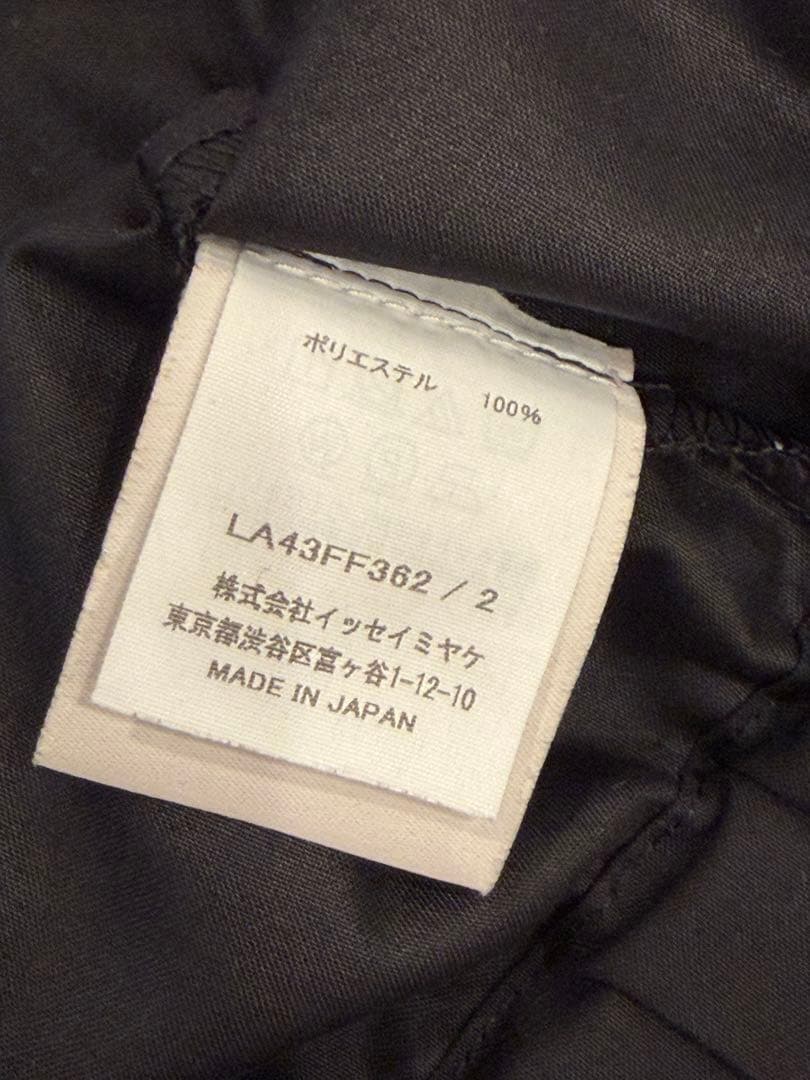 ポリエステル 100%
LA43FF362 / 2
株式会社イッセイミヤケ
東京都渋谷区宮ヶ谷1-12-10
MADE IN JAPAN